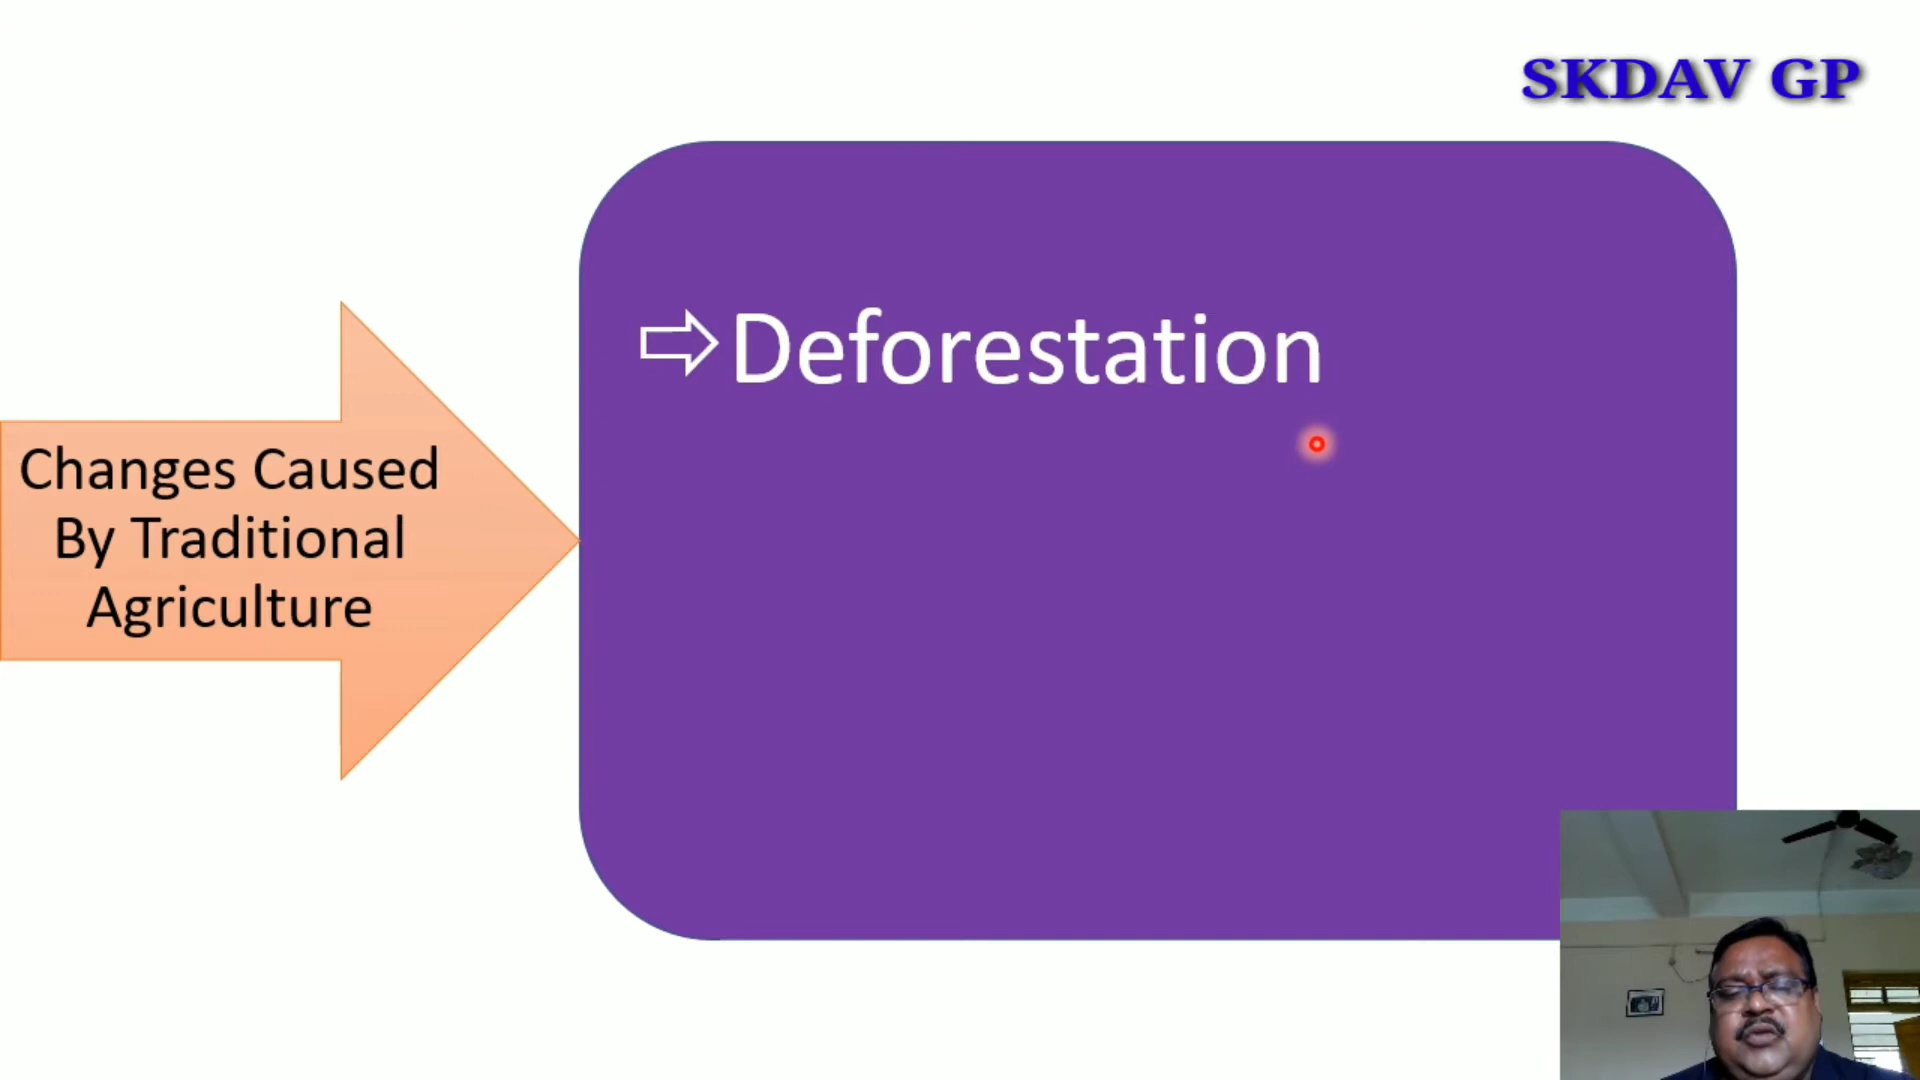 SKDAV GP
Changes Caused
By Traditional
Agriculture
⇨Deforestation